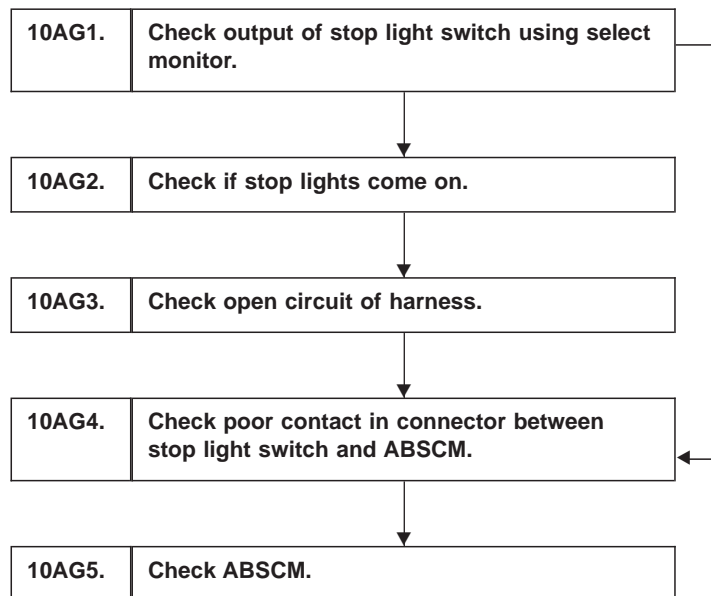 10AG1. Check output of stop light switch using select
monitor.
10AG2. Check if stop lights come on.
10AG3. Check open circuit of harness.
10AG4. Check poor contact in connector between
stop light switch and ABSCM.
10AG5. Check ABSCM.